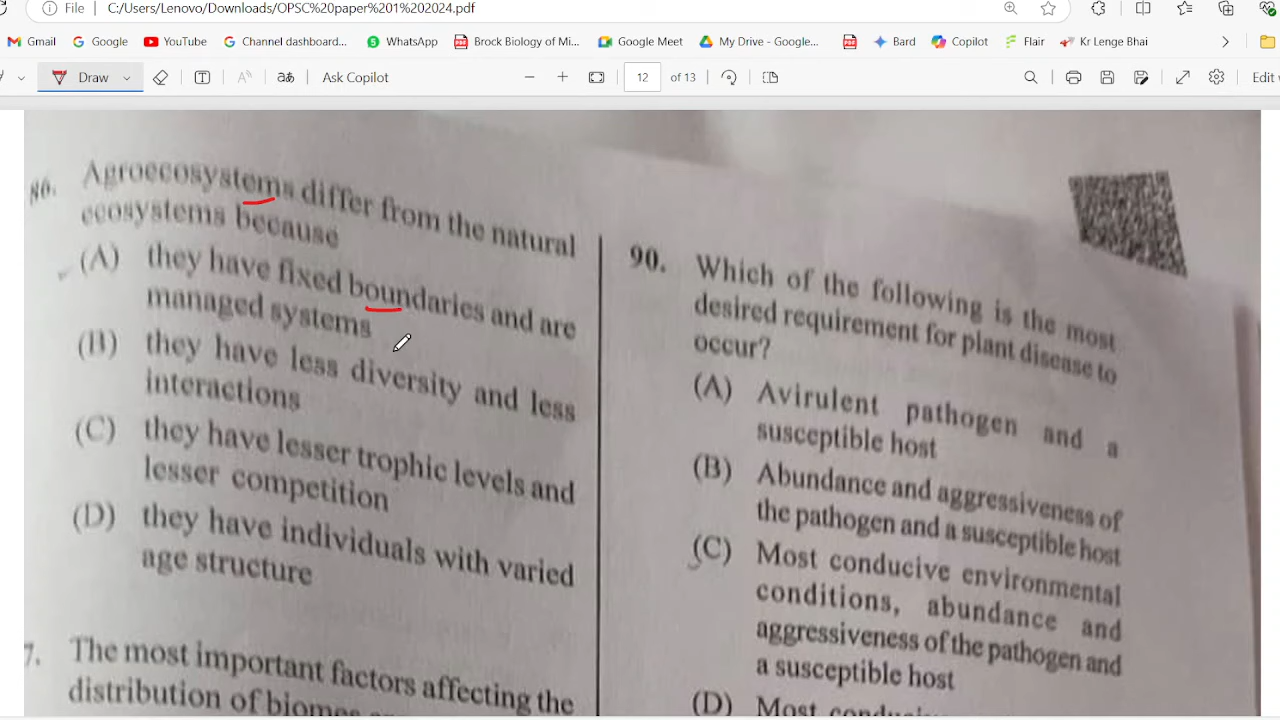 File
C:/Users/Lenovo/Downloads/OPSC%20paper%201%202024.pdf
Gmail
Google
YouTube
Channel dashboard...
WhatsApp
Brock Biology of Mi...
Google Meet
My Drive - Google...
Bard
Copilot
Flair
Kr Lenge Bhai
Draw
Ask Copilot
12
of 13
Edit
86. Agroecosystems differ from the natural
ecosystems because
(A) they have fixed boundaries and are
managed systems
(B) they have less diversity and less
interactions
(C) they have lesser trophic levels and
lesser competition
(D) they have individuals with varied
age structure
7. The most important factors affecting the
distribution of biomes
90. Which of the following is the most
desired requirement for plant disease to
occur?
(A) Avirulent pathogen and a
susceptible host
(B) Abundance and aggressiveness of
the pathogen and a susceptible host
(C) Most conducive environmental
conditions, abundance and
aggressiveness of the pathogen and
a susceptible host
(D) Most